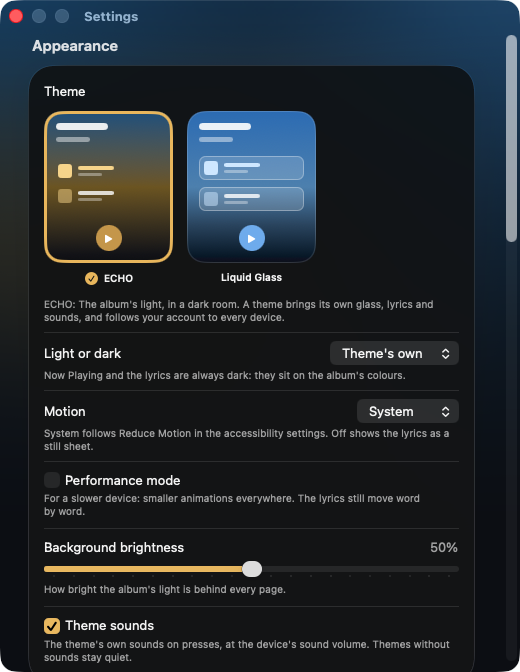 Settings
Appearance
Theme
ECHO
Liquid Glass
ECHO: The album's light, in a dark room. A theme brings its own glass, lyrics and
sounds, and follows your account to every device.
Light or dark
Theme's own
Now Playing and the lyrics are always dark: they sit on the album's colours.
Motion
System
System follows Reduce Motion in the accessibility settings. Off shows the lyrics as a
still sheet.
Performance mode
For a slower device: smaller animations everywhere. The lyrics still move word
by word.
Background brightness
50%
How bright the album's light is behind every page.
Theme sounds
The theme's own sounds on presses, at the device's sound volume. Themes without
sounds stay quiet.